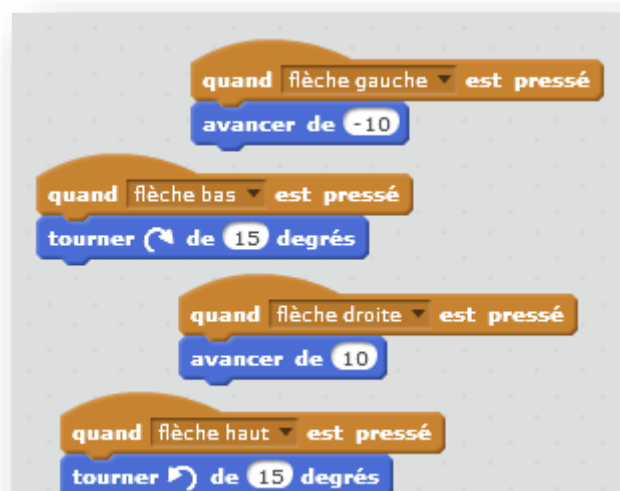 quand flèche gauche est pressé
avancer de -10
quand flèche bas est pressé
tourner de 15 degrés
quand flèche droite est pressé
avancer de 10
quand flèche haut est pressé
tourner de 15 degrés